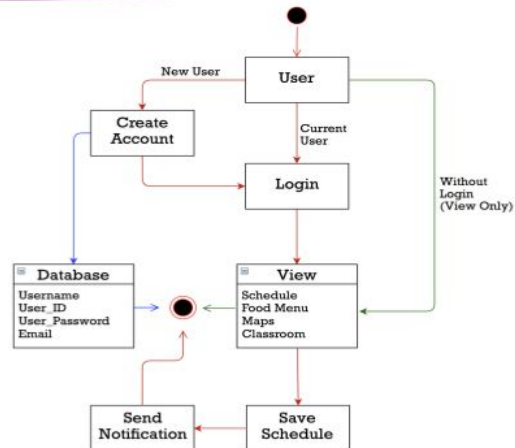 User
New User
Create
Account
Current
User
Login
Without
Login
(View Only)
Database
Username
User_ID
User_Password
Email
View
Schedule
Food Menu
Maps
Classroom
Send
Notification
Save
Schedule